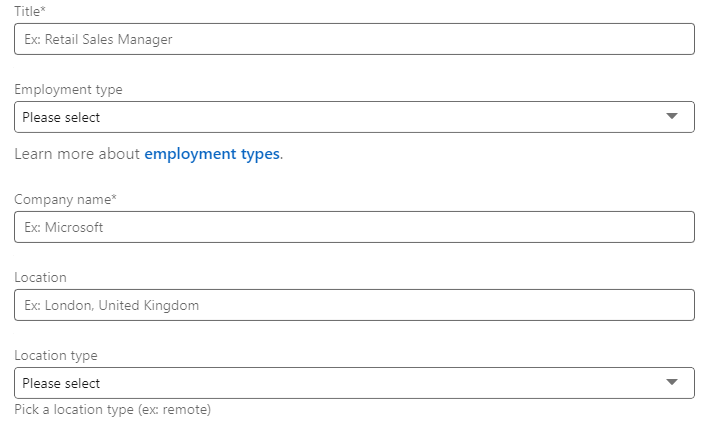 Title*
Ex: Retail Sales Manager
Employment type
Please select
Learn more about employment types.
Company name*
Ex: Microsoft
Location
Ex: London, United Kingdom
Location type
Please select
Pick a location type (ex: remote)